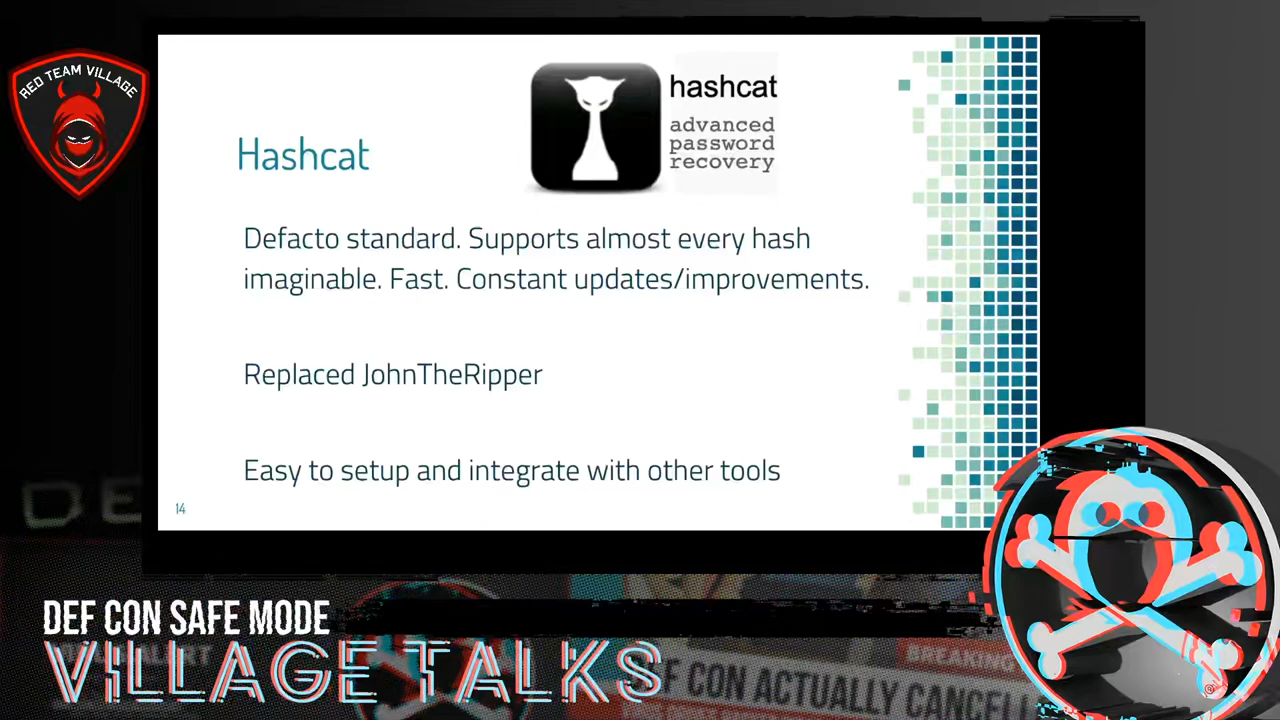 RED TEAM VILLAGE
hashcat
advanced
password
recovery
Hashcat
Defacto standard. Supports almost every hash
imaginable. Fast. Constant updates/improvements.
Replaced JohnTheRipper
Easy to setup and integrate with other tools
14
DE
DEF CON SAFE MODE
VILLAGE TALKS
BREAKING
F CON ACTUALLY CANCELL